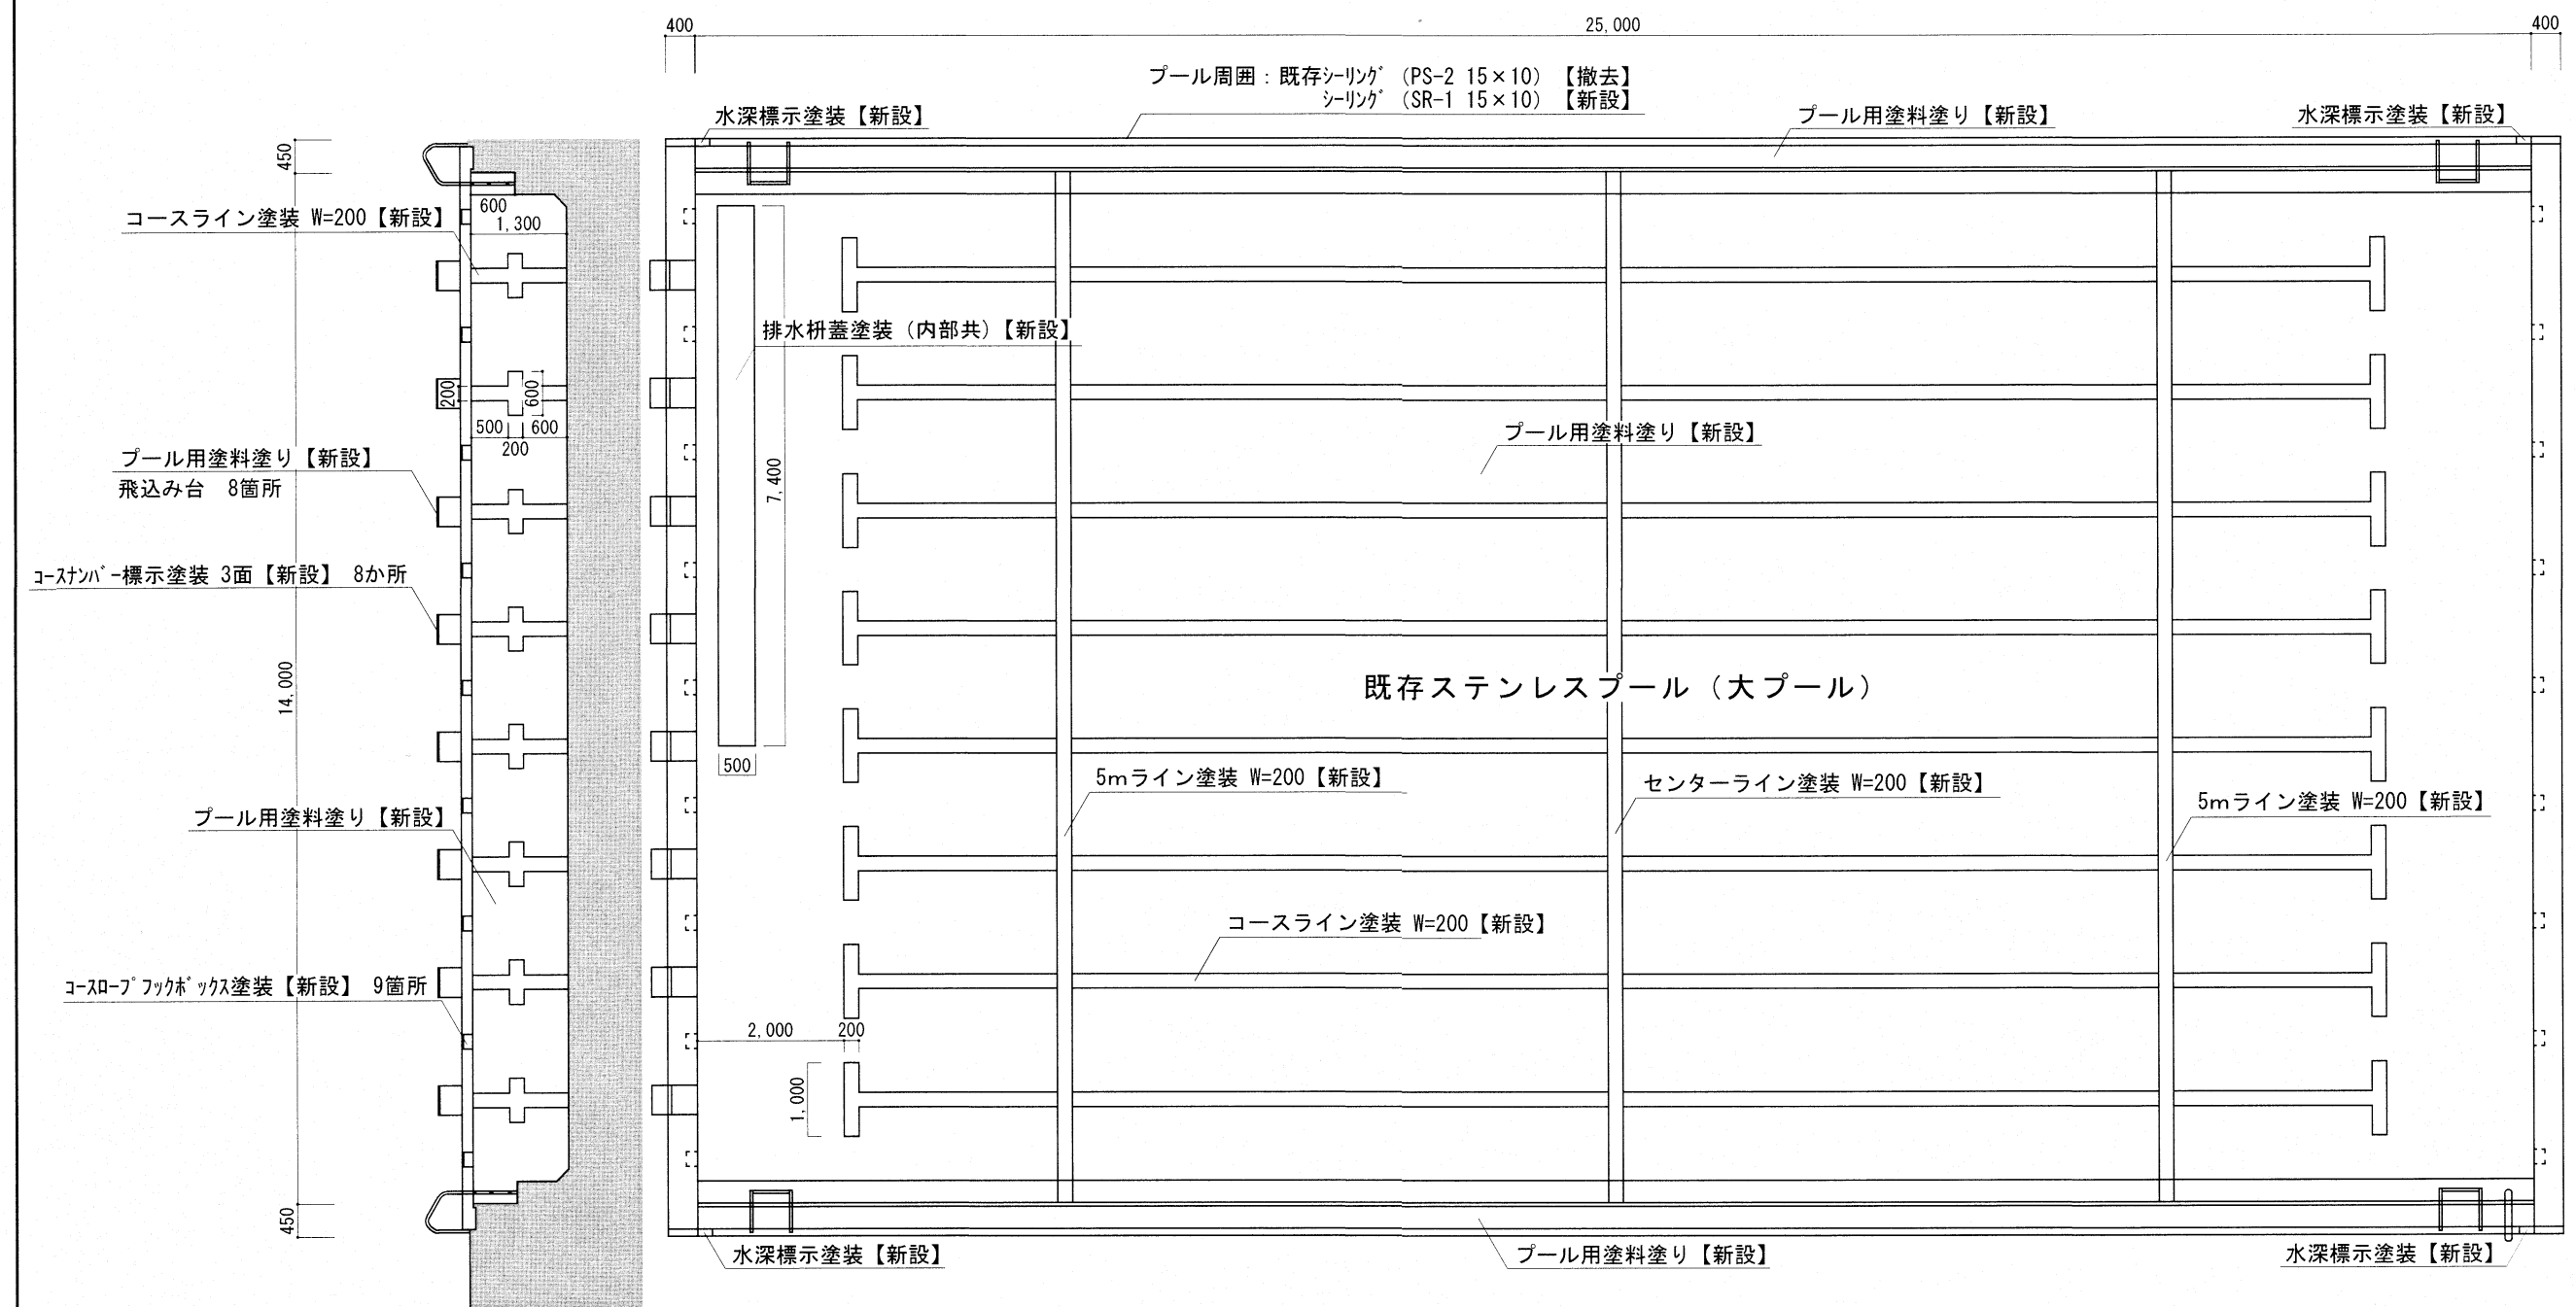 400
25,000
400
プール周囲：既存ｼｰﾘﾝｸﾞ（PS-2 15×10）【撤去】
ｼｰﾘﾝｸﾞ（SR-1 15×10）【新設】
水深標示塗装【新設】
プール用塗料塗り【新設】
水深標示塗装【新設】
450
600
1,300
コースライン塗装 W=200【新設】
排水枡蓋塗装（内部共）【新設】
200
600
500
600
200
プール用塗料塗り【新設】
プール用塗料塗り【新設】
飛込み台　8箇所
7,400
ｺｰｽﾅﾝﾊﾞｰ標示塗装 3面【新設】 8か所
14,000
既存ステンレスプール（大プール）
500
5ｍライン塗装 W=200【新設】
センターライン塗装 W=200【新設】
5ｍライン塗装 W=200【新設】
プール用塗料塗り【新設】
コースライン塗装 W=200【新設】
ｺｰｽﾛｰﾌﾟﾌｯｸﾎﾞｯｸｽ塗装【新設】 9箇所
2,000
200
1,000
450
水深標示塗装【新設】
プール用塗料塗り【新設】
水深標示塗装【新設】